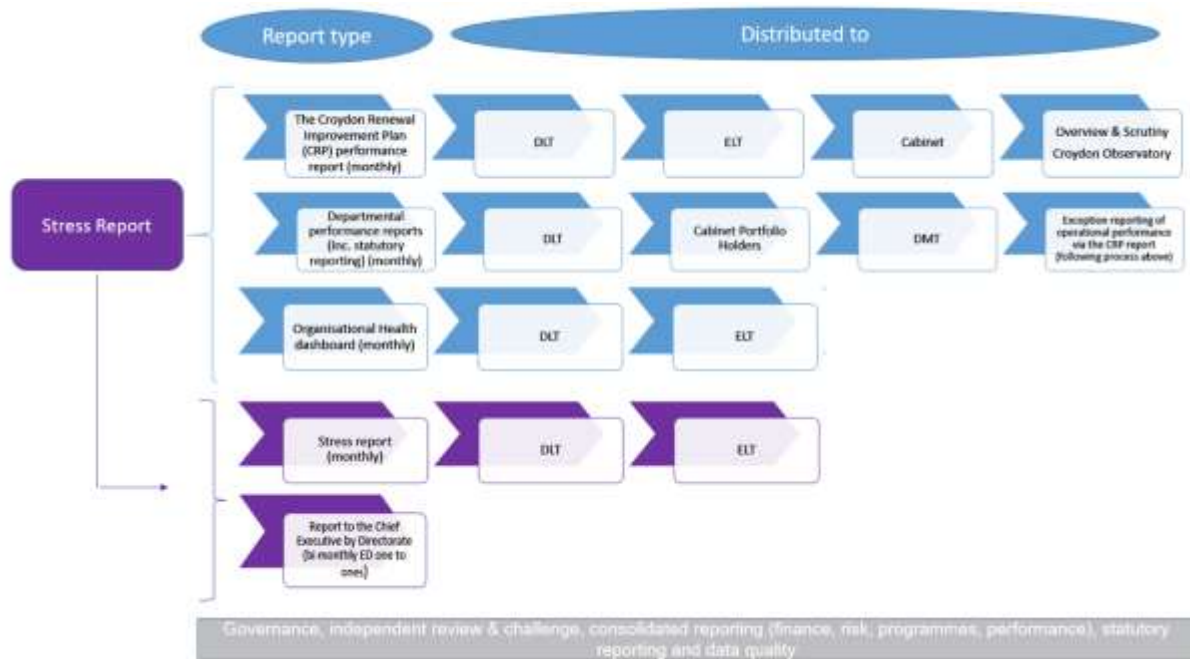 Report type
Distributed to
The Croydon Renewal
Improvement Plan
(CRP) performance
report (monthly)
DLT
ELT
Cabinet
Overview & Scrutiny
Croydon Observatory
Stress Report
Departmental
performance reports
(inc. statutory
reporting) (monthly)
DLT
Cabinet Portfolio
Holders
DMT
Exception reporting of
operational performance
via the CRP report
(following process above)
Organisational Health
dashboard (monthly)
DLT
ELT
Stress report
(monthly)
DLT
ELT
Report to the Chief
Executive by Directorate
(bi monthly ED one to
ones)
Governance, independent review & challenge, consolidated reporting (finance, risk, programmes, performance), statutory
reporting and data quality